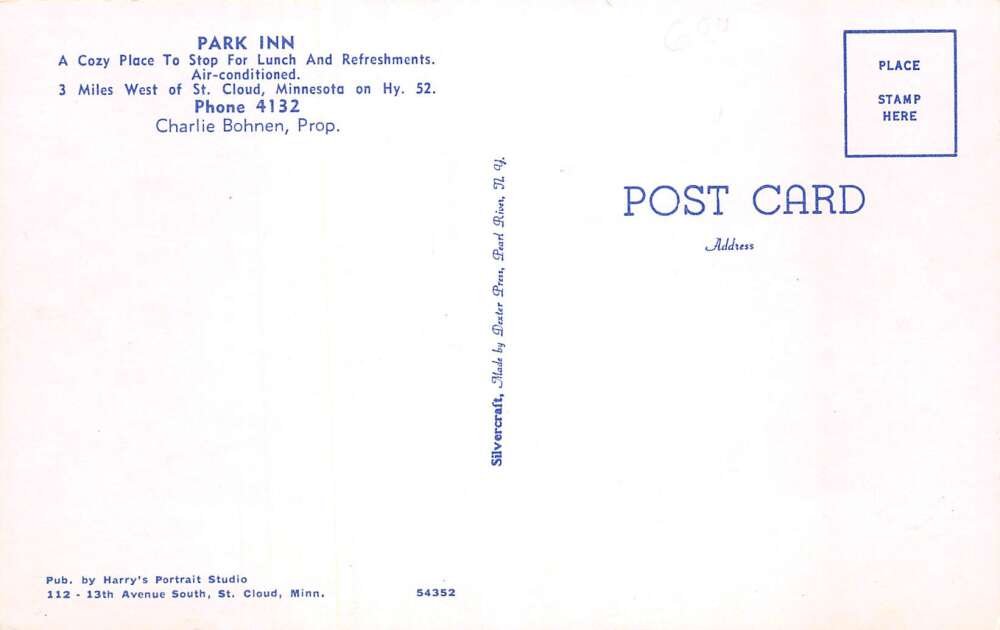 PARK INN
A Cozy Place To Stop For Lunch And Refreshments.
Air-conditioned.
3 Miles West of St. Cloud, Minnesota on Hy. 52.
Phone 4132
Charlie Bohnen, Prop.
Silvercraft, Made by Dexter Press, Pearl River, N. Y.
PLACE
STAMP
HERE
POST CARD
Address
Pub. by Harry's Portrait Studio
112 - 13th Avenue South, St. Cloud, Minn.
54352